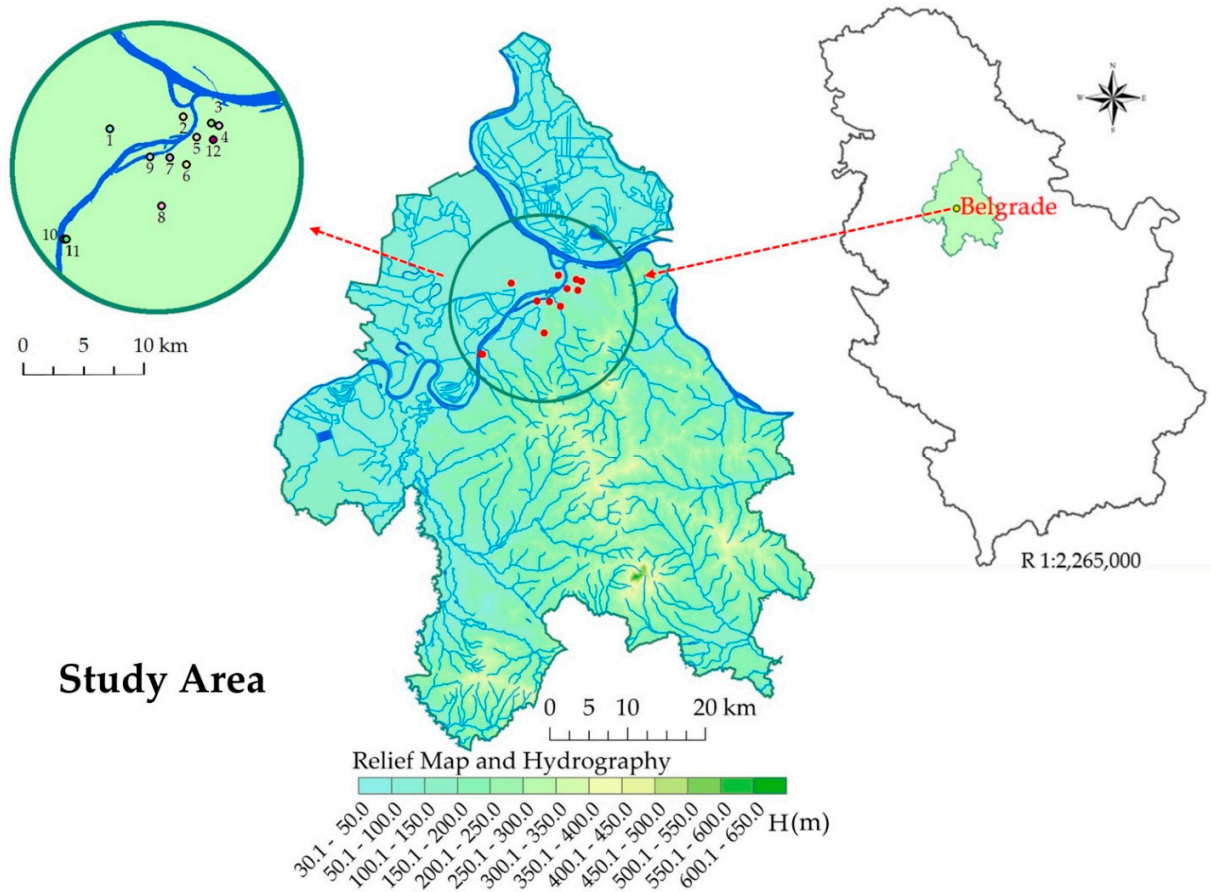 1
2
3
4
5
12
9
7
6
8
10
11
0 5 10 km
N
W E
S
Belgrade
R 1:2,265,000
Study Area
0 5 10 20 km
Relief Map and Hydrography
30.1 - 50.0
50.1 - 100.0
100.1 - 150.0
150.1 - 200.0
200.1 - 250.0
250.1 - 300.0
300.1 - 350.0
350.1 - 400.0
400.1 - 450.0
450.1 - 500.0
500.1 - 550.0
550.1 - 600.0
600.1 - 650.0
H(m)